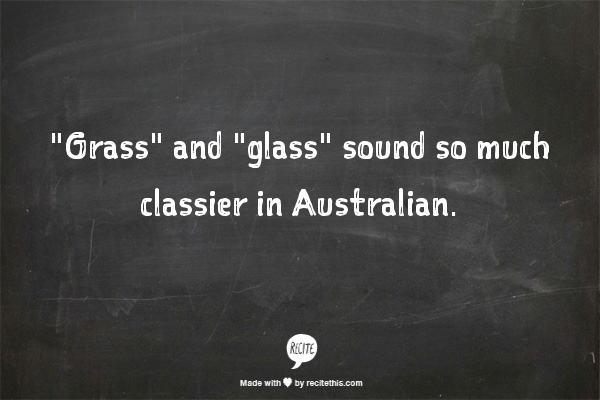 "Grass" and "glass" sound so much
classier in Australian.
RECITE
Made with ♥ by recitethis.com